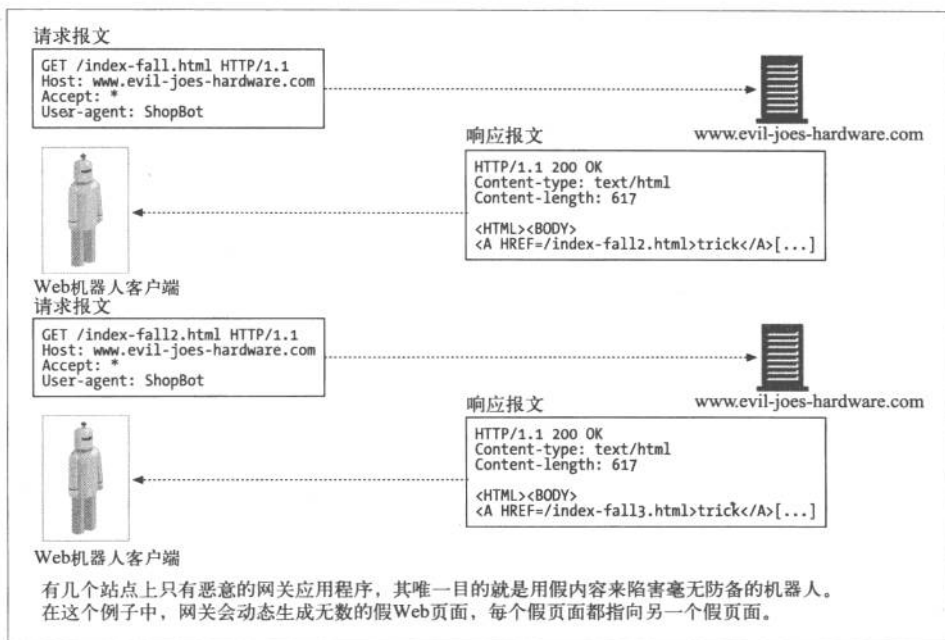 请求报文
GET /index-fall.html HTTP/1.1
Host: www.evil-joes-hardware.com
Accept: *
User-agent: ShopBot
www.evil-joes-hardware.com
响应报文
HTTP/1.1 200 OK
Content-type: text/html
Content-length: 617
<HTML><BODY>
<A HREF=/index-fall2.html>trick</A>[...]
Web机器人客户端
请求报文
GET /index-fall2.html HTTP/1.1
Host: www.evil-joes-hardware.com
Accept: *
User-agent: ShopBot
www.evil-joes-hardware.com
响应报文
HTTP/1.1 200 OK
Content-type: text/html
Content-length: 617
<HTML><BODY>
<A HREF=/index-fall3.html>trick</A>[...]
Web机器人客户端
有几个站点上只有恶意的网关应用程序，其唯一目的就是用假内容来陷害毫无防备的机器人。
在这个例子中，网关会动态生成无数的假Web页面，每个假页面都指向另一个假页面。